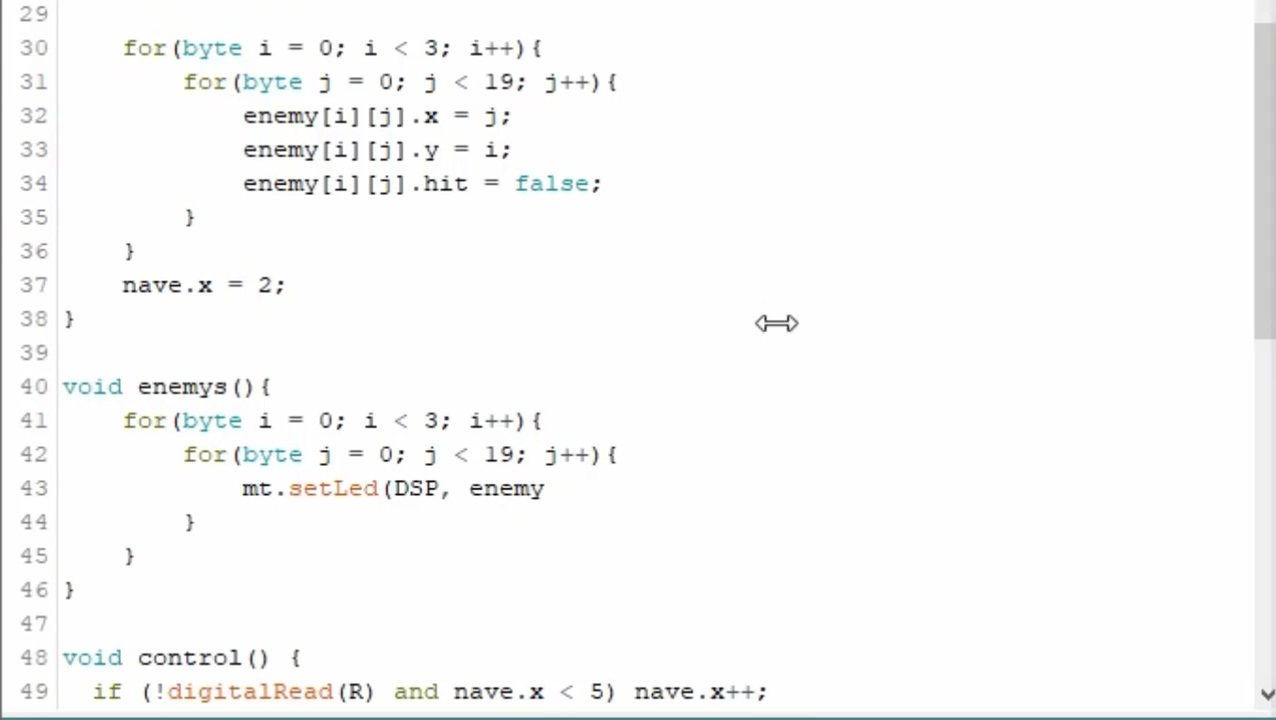 29
30 for(byte i = 0; i < 3; i++){
31 for(byte j = 0; j < 19; j++){
32 enemy[i][j].x = j;
33 enemy[i][j].y = i;
34 enemy[i][j].hit = false;
35 }
36 }
37 nave.x = 2;
38 }
39
40 void enemys(){
41 for(byte i = 0; i < 3; i++){
42 for(byte j = 0; j < 19; j++){
43 mt.setLed(DSP, enemy
44 }
45 }
46 }
47
48 void control() {
49 if (!digitalRead(R) and nave.x < 5) nave.x++;